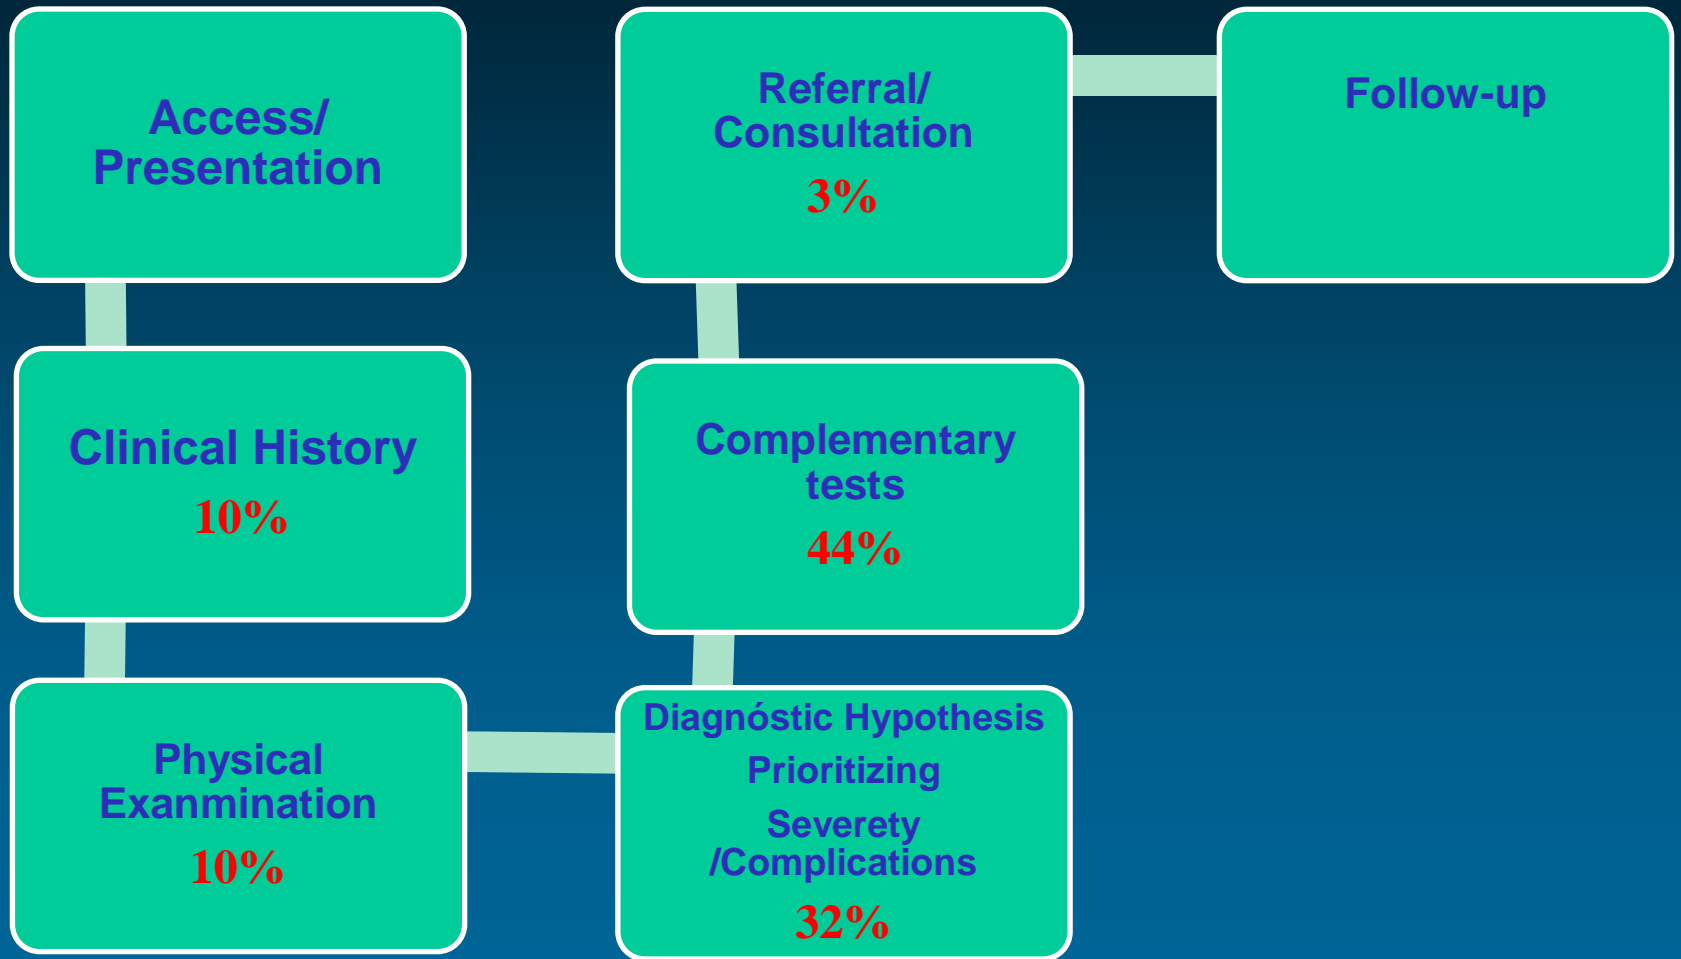 Access/
Presentation
Clinical History
10%
Physical
Exanmination
10%
Diagnóstic Hypothesis
Prioritizing
Severety
/Complications
32%
Complementary
tests
44%
Referral/
Consultation
3%
Follow-up